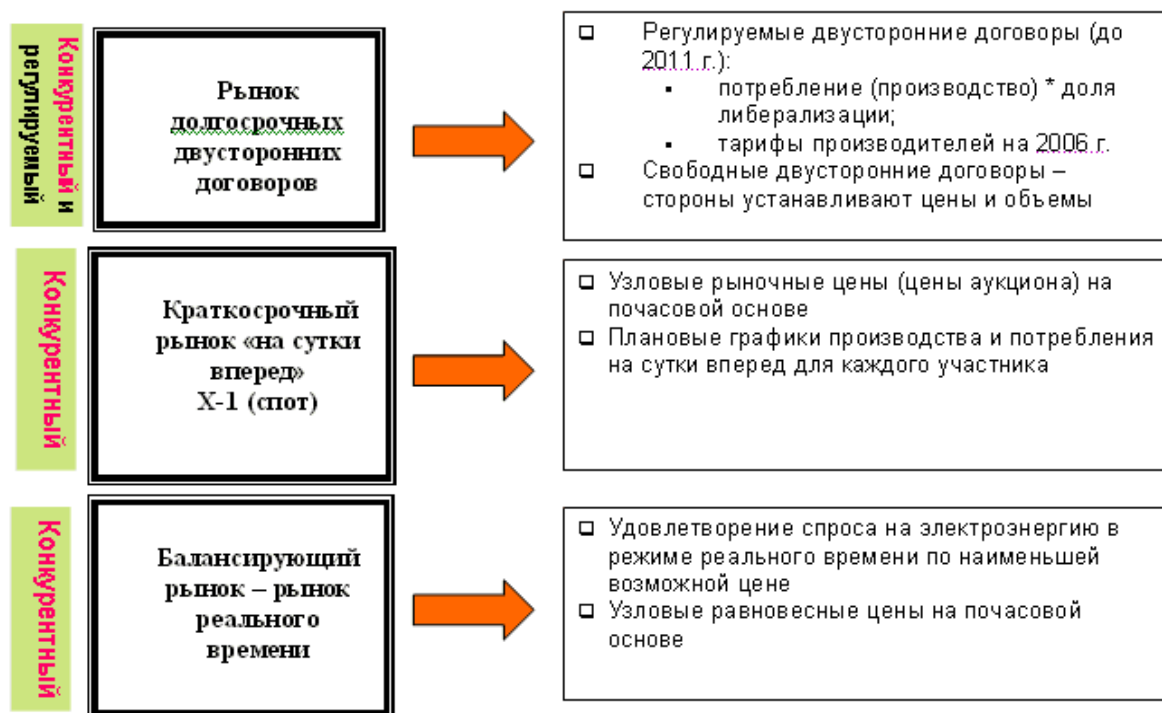 Конкурентный и
регулируемый
Рынок
долгосрочных
двусторонних
договоров
Регулируемые двусторонние договоры (до
2011 г.):
потребление (производство) * доля
либерализации;
тарифы производителей на 2006 г.
Свободные двусторонние договоры –
стороны устанавливают цены и объемы
Конкурентный
Краткосрочный
рынок «на сутки
вперед»
Х-1 (спот)
Узловые рыночные цены (цены аукциона) на
почасовой основе
Плановые графики производства и потребления
на сутки вперед для каждого участника
Конкурентный
Балансирующий
рынок – рынок
реального
времени
Удовлетворение спроса на электроэнергию в
режиме реального времени по наименьшей
возможной цене
Узловые равновесные цены на почасовой
основе